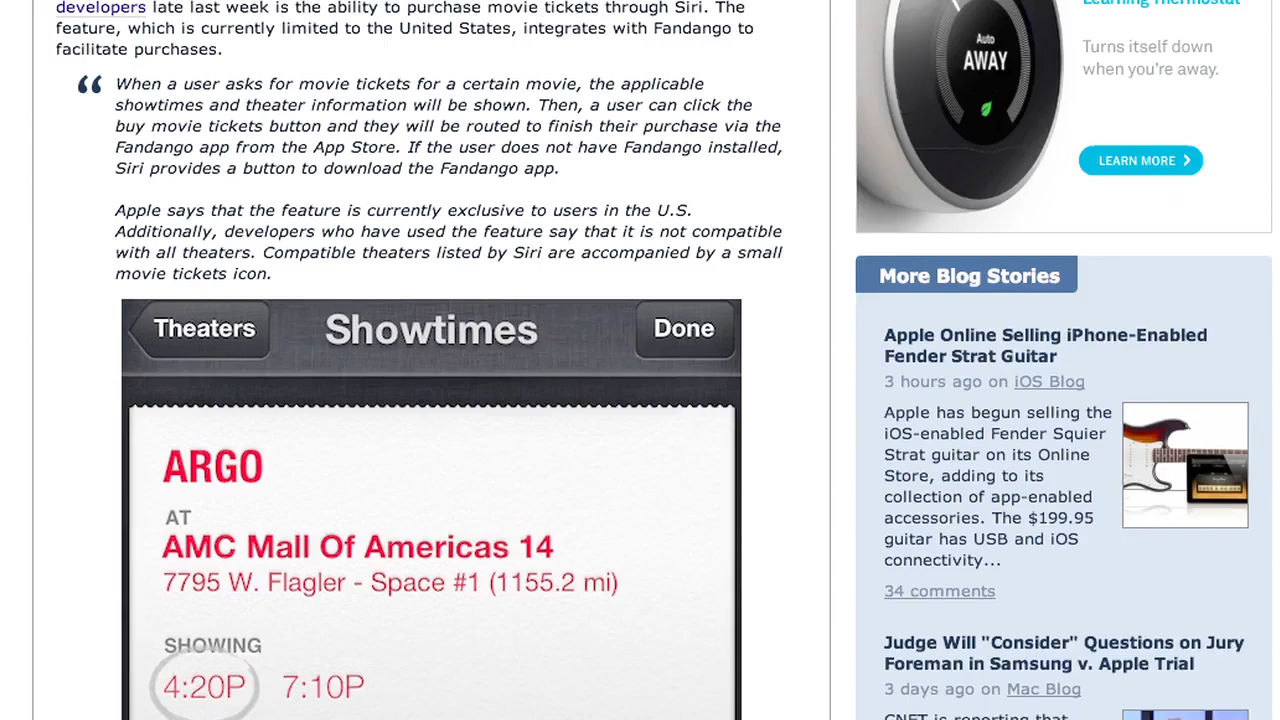 developers late last week is the ability to purchase movie tickets through Siri. The
feature, which is currently limited to the United States, integrates with Fandango to
facilitate purchases.
“ When a user asks for movie tickets for a certain movie, the applicable
showtimes and theater information will be shown. Then, a user can click the
buy movie tickets button and they will be routed to finish their purchase via the
Fandango app from the App Store. If the user does not have Fandango installed,
Siri provides a button to download the Fandango app.
Apple says that the feature is currently exclusive to users in the U.S.
Additionally, developers who have used the feature say that it is not compatible
with all theaters. Compatible theaters listed by Siri are accompanied by a small
movie tickets icon.
Theaters Showtimes Done
ARGO
AT
AMC Mall Of Americas 14
7795 W. Flagler - Space #1 (1155.2 mi)
SHOWING
4:20P 7:10P
Learning Thermostat
Turns itself down
when you’re away.
Auto
AWAY
LEARN MORE
More Blog Stories
Apple Online Selling iPhone-Enabled
Fender Strat Guitar
3 hours ago on iOS Blog
Apple has begun selling the
iOS-enabled Fender Squier
Strat guitar on its Online
Store, adding to its
collection of app-enabled
accessories. The $199.95
guitar has USB and iOS
connectivity...
34 comments
Judge Will "Consider" Questions on Jury
Foreman in Samsung v. Apple Trial
3 days ago on Mac Blog
CNET is reporting that